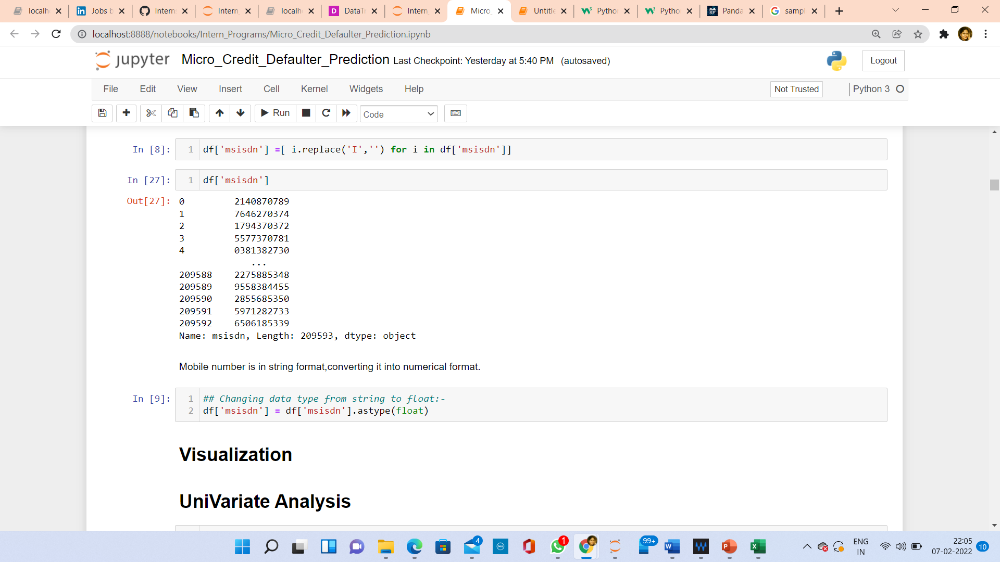 localh
Jobs b
Intern
Intern
localh
DataTr
Intern
Micro_
Untitle
Python
Pytho
Panda
sampl
localhost:8888/notebooks/Intern_Programs/Micro_Credit_Defaulter_Prediction.ipynb
jupyter Micro_Credit_Defaulter_Prediction Last Checkpoint: Yesterday at 5:40 PM (autosaved)
Logout
File Edit View Insert Cell Kernel Widgets Help
Not Trusted
Python 3
Run
Code
In [8]: 1 df['msisdn'] =[ i.replace('I','') for i in df['msisdn']]
In [27]: 1 df['msisdn']
Out[27]: 0 2140870789
1 7646270374
2 1794370372
3 5577370781
4 0381382730
...
209588 2275885348
209589 9558384455
209590 2855685350
209591 5971282733
209592 6506185339
Name: msisdn, Length: 209593, dtype: object
Mobile number is in string format,converting it into numerical format.
In [9]: 1 ## Changing data type from string to float:-
2 df['msisdn'] = df['msisdn'].astype(float)
Visualization
UniVariate Analysis
4
DELL
1
99+
ENG
IN
22:05
07-02-2022
10